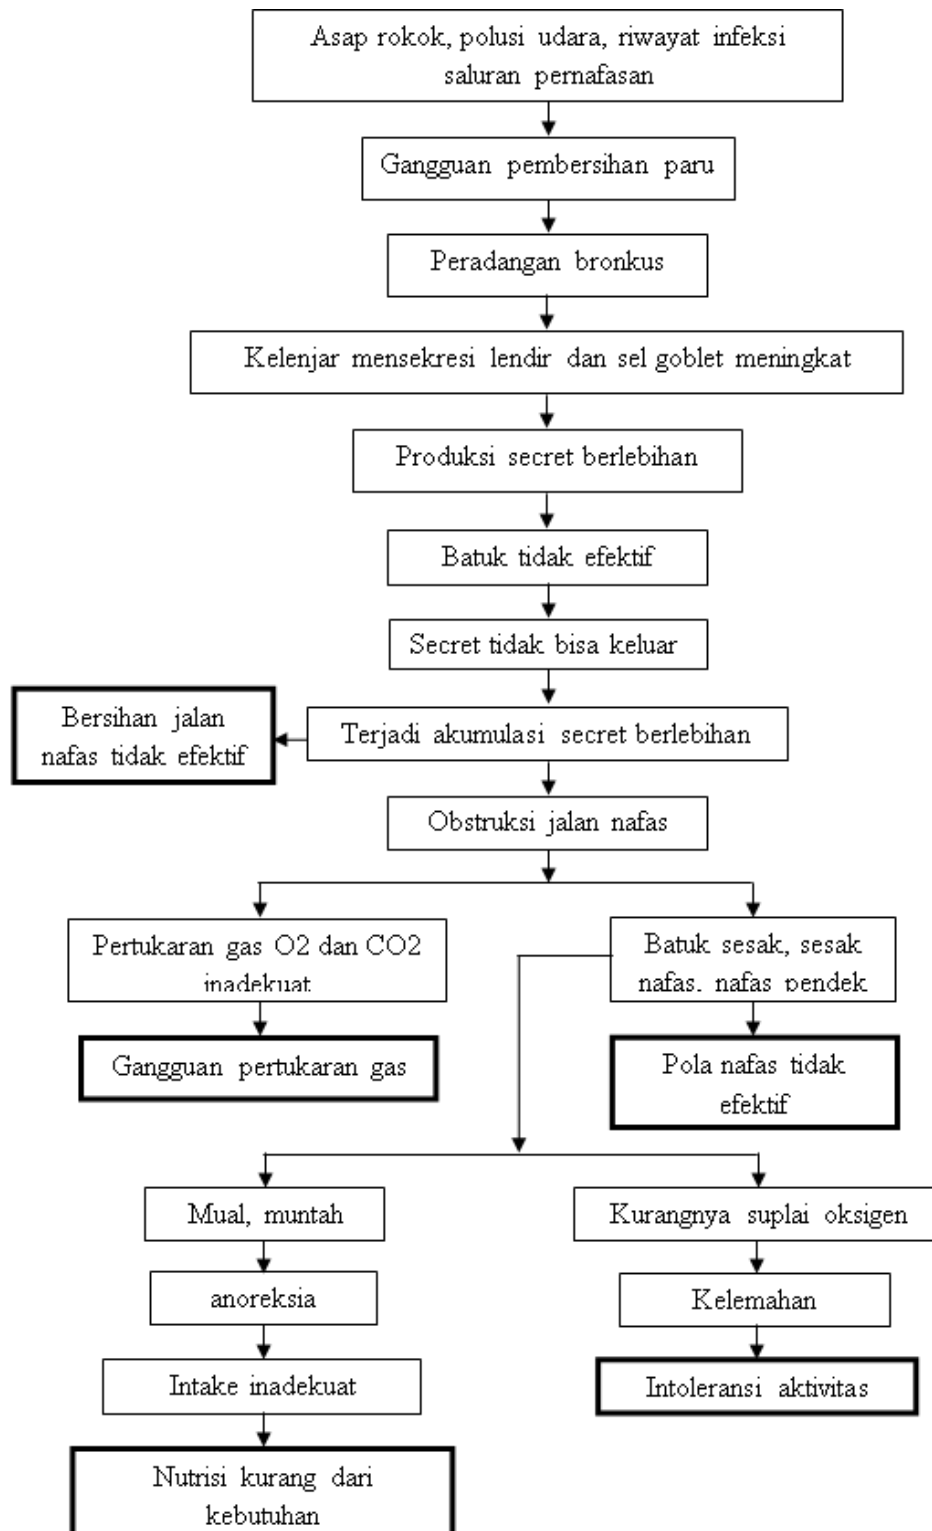 Asap rokok, polusi udara, riwayat infeksi
saluran pernafasan
Gangguan pembersihan paru
Peradangan bronkus
Kelenjar mensekresi lendir dan sel goblet meningkat
Produksi secret berlebihan
Batuk tidak efektif
Secret tidak bisa keluar
Bersihan jalan
nafas tidak efektif
Terjadi akumulasi secret berlebihan
Obstruksi jalan nafas
Pertukaran gas O2 dan CO2
inadekuat
Batuk sesak, sesak
nafas, nafas pendek
Gangguan pertukaran gas
Pola nafas tidak
efektif
Mual, muntah
Kurangnya suplai oksigen
anoreksia
Kelemahan
Intake inadekuat
Intoleransi aktivitas
Nutrisi kurang dari
kebutuhan